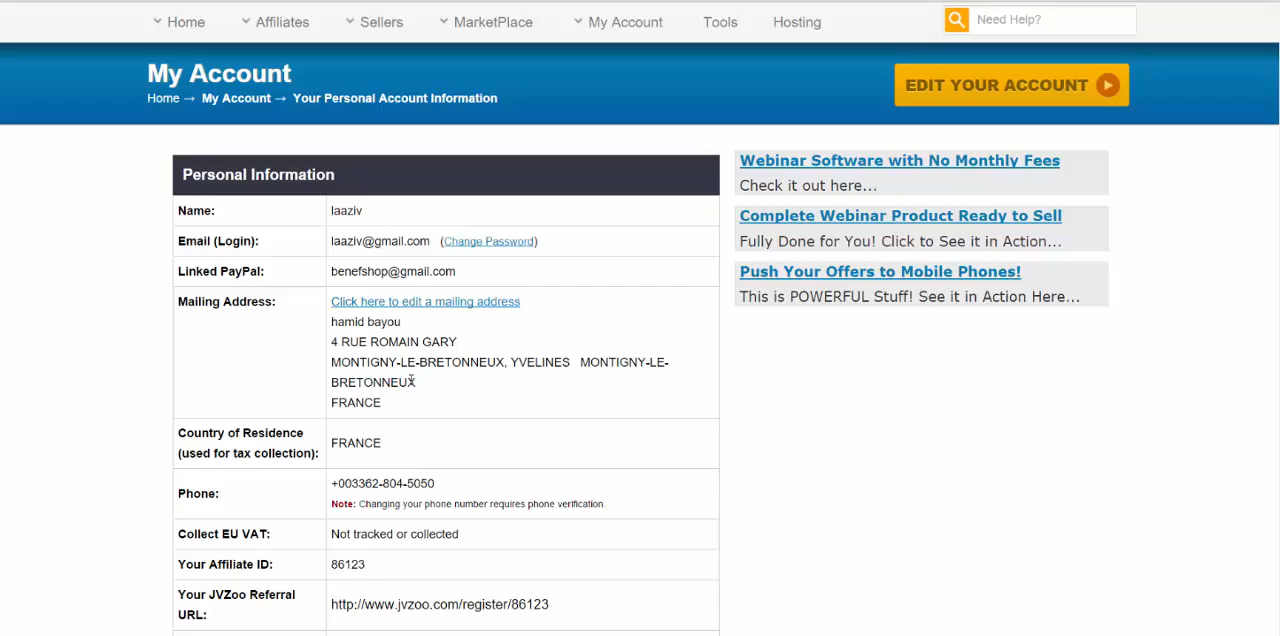 Home Affiliates Sellers MarketPlace My Account Tools Hosting Need Help?
My Account
Home → My Account → Your Personal Account Information
EDIT YOUR ACCOUNT
Personal Information
Name: laaziv
Email (Login): laaziv@gmail.com (Change Password)
Linked PayPal: benefshop@gmail.com
Mailing Address: Click here to edit a mailing address
hamid bayou
4 RUE ROMAIN GARY
MONTIGNY-LE-BRETONNEUX, YVELINES MONTIGNY-LE-
BRETONNEUX
FRANCE
Country of Residence
(used for tax collection): FRANCE
Phone: +003362-804-5050
Note: Changing your phone number requires phone verification
Collect EU VAT: Not tracked or collected
Your Affiliate ID: 86123
Your JVZoo Referral
URL: http://www.jvzoo.com/register/86123
Webinar Software with No Monthly Fees
Check it out here...
Complete Webinar Product Ready to Sell
Fully Done for You! Click to See it in Action...
Push Your Offers to Mobile Phones!
This is POWERFUL Stuff! See it in Action Here...